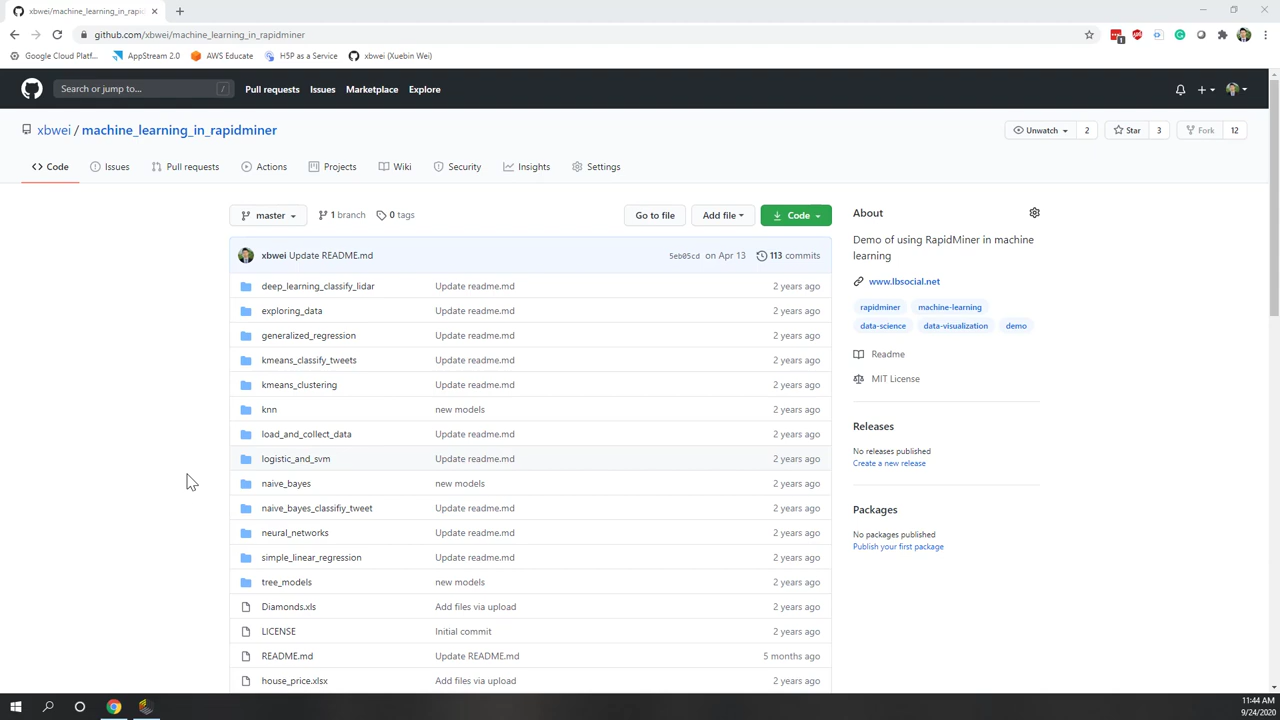 xbwei/machine_learning_in_rapid
github.com/xbwei/machine_learning_in_rapidminer
1
Google Cloud Platf...
AppStream 2.0
AWS Educate
H5P as a Service
xbwei (Xuebin Wei)
Search or jump to...
/
Pull requests
Issues
Marketplace
Explore
xbwei / machine_learning_in_rapidminer
Unwatch 2
Star 3
Fork 12
Code
Issues
Pull requests
Actions
Projects
Wiki
Security
Insights
Settings
master
1 branch
0 tags
Go to file
Add file
Code
xbwei Update README.md 5eb05cd on Apr 13 113 commits
deep_learning_classify_lidar Update readme.md 2 years ago
exploring_data Update readme.md 2 years ago
generalized_regression Update readme.md 2 years ago
kmeans_classify_tweets Update readme.md 2 years ago
kmeans_clustering Update readme.md 2 years ago
knn new models 2 years ago
load_and_collect_data Update readme.md 2 years ago
logistic_and_svm Update readme.md 2 years ago
naive_bayes new models 2 years ago
naive_bayes_classifiy_tweet Update readme.md 2 years ago
neural_networks Update readme.md 2 years ago
simple_linear_regression Update readme.md 2 years ago
tree_models new models 2 years ago
Diamonds.xls Add files via upload 2 years ago
LICENSE Initial commit 2 years ago
README.md Update README.md 5 months ago
house_price.xlsx Add files via upload 2 years ago
About
Demo of using RapidMiner in machine
learning
www.lbsocial.net
rapidminer machine-learning
data-science data-visualization demo
Readme
MIT License
Releases
No releases published
Create a new release
Packages
No packages published
Publish your first package
11:44 AM
9/24/2020